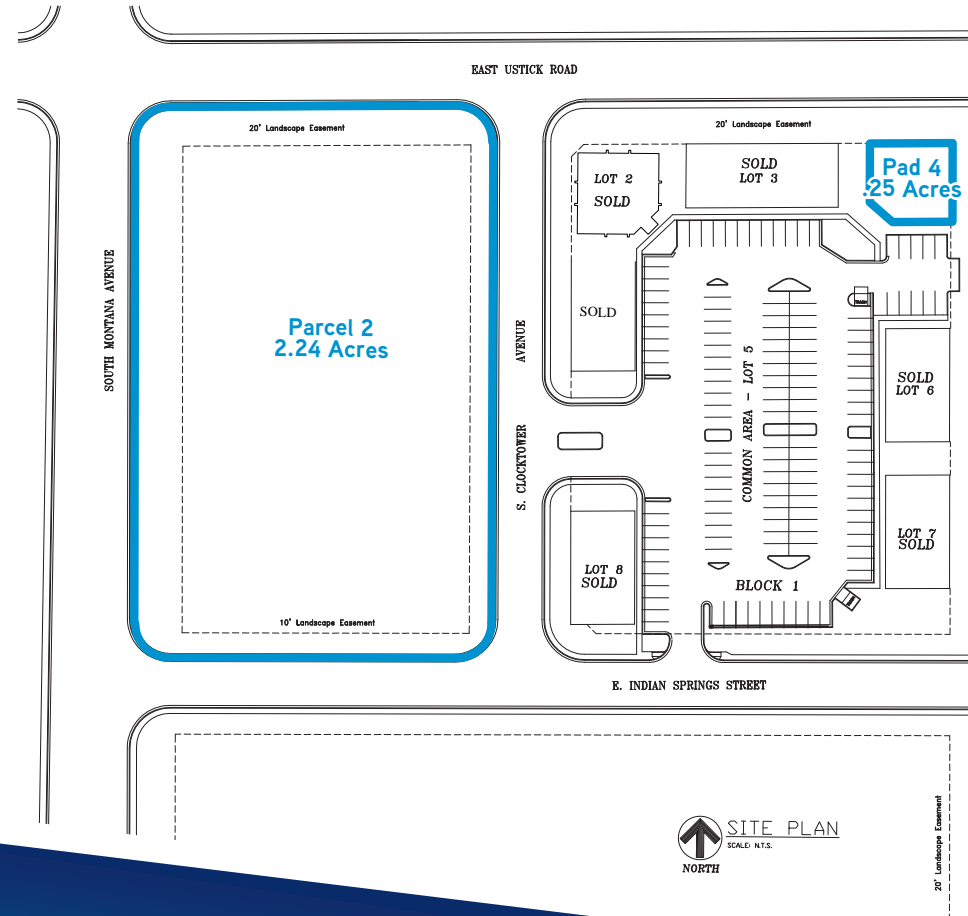 EAST USTICK ROAD
20' Landscape Easement
20' Landscape Easement
SOLD
LOT 3
Pad 4
.25 Acres
LOT 2
SOLD
SOUTH MONTANA AVENUE
Parcel 2
2.24 Acres
S. CLOCKTOWER AVENUE
SOLD
COMMON AREA - LOT 5
TRASH
SOLD
LOT 6
LOT 7
SOLD
LOT 8
SOLD
BLOCK 1
10' Landscape Easement
E. INDIAN SPRINGS STREET
SITE PLAN
SCALE: N.T.S.
NORTH
20' Landscape Easement